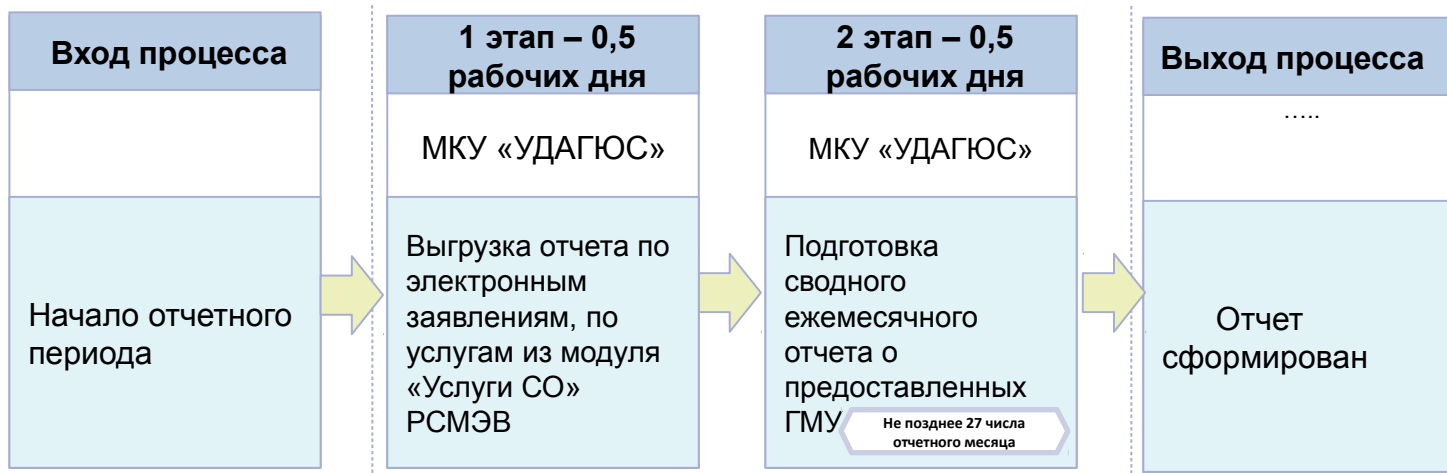 Вход процесса
Начало отчетного
периода
1 этап – 0,5
рабочих дня
МКУ «УДАГЮС»
Выгрузка отчета по
электронным
заявлениям, по
услугам из модуля
«Услуги СО»
РСМЭВ
2 этап – 0,5
рабочих дня
МКУ «УДАГЮС»
Подготовка
сводного
ежемесячного
отчета о
предоставленных
ГМУ
Не позднее 27 числа
отчетного месяца
Выход процесса
…..
Отчет
сформирован